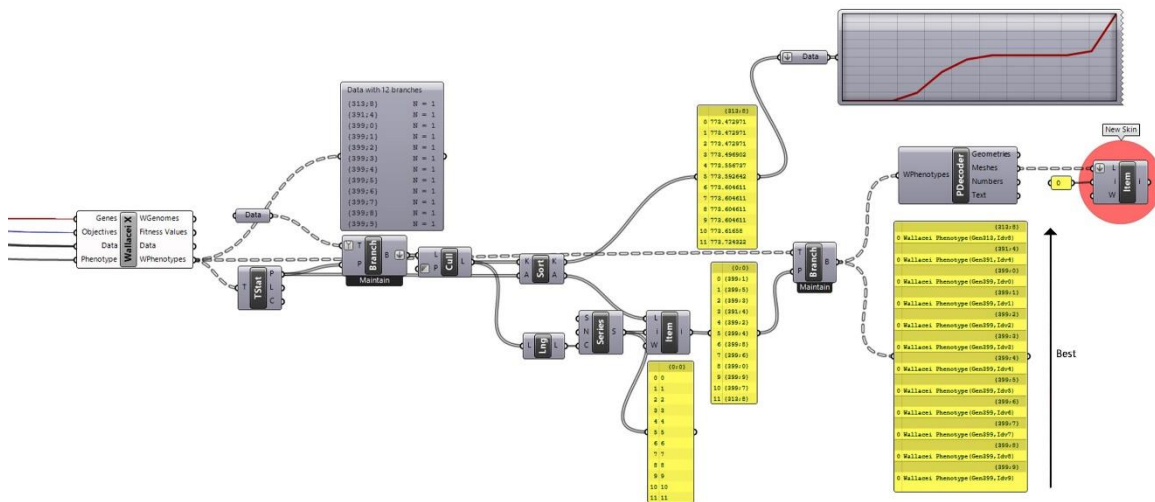 Genes
Objectives
Data
Phenotype
Wallacei X
WGenomes
Fitness Values
Data
WPhenotypes
Data with 12 branches
{313;8} N = 1
{391;4} N = 1
{399;0} N = 1
{399;1} N = 1
{399;2} N = 1
{399;3} N = 1
{399;4} N = 1
{399;5} N = 1
{399;6} N = 1
{399;7} N = 1
{399;8} N = 1
{399;9} N = 1
Data
T
TStat
P
L
C
T
P
Branch
B
Maintain
L
P
Cull
L
K
A
Sort
K
A
L
Lng
L
S
N
C
Series
S
L
i
W
Item
i
{0;0}
0 0
1 1
2 2
3 3
4 4
5 5
6 6
7 7
8 8
9 9
10 10
11 11
{313;8}
0 773.472971
1 773.472971
2 773.472971
3 773.496902
4 773.556737
5 773.592642
6 773.604611
7 773.604611
8 773.604611
9 773.604611
10 773.61658
11 773.724322
{0;0}
0 {399;1}
1 {399;5}
2 {399;3}
3 {391;4}
4 {399;2}
5 {399;4}
6 {399;8}
7 {399;6}
8 {399;0}
9 {399;9}
10 {399;7}
11 {313;8}
Data
T
P
Branch
B
Maintain
WPhenotypes
PDecoder
Geometries
Meshes
Numbers
Text
New Skin
0
L
i
W
Item
i
{313;8}
0 Wallacei Phenotype(Gen313,Idv8)
{391;4}
0 Wallacei Phenotype(Gen391,Idv4)
{399;0}
0 Wallacei Phenotype(Gen399,Idv0)
{399;1}
0 Wallacei Phenotype(Gen399,Idv1)
{399;2}
0 Wallacei Phenotype(Gen399,Idv2)
{399;3}
0 Wallacei Phenotype(Gen399,Idv3)
{399;4}
0 Wallacei Phenotype(Gen399,Idv4)
{399;5}
0 Wallacei Phenotype(Gen399,Idv5)
{399;6}
0 Wallacei Phenotype(Gen399,Idv6)
{399;7}
0 Wallacei Phenotype(Gen399,Idv7)
{399;8}
0 Wallacei Phenotype(Gen399,Idv8)
{399;9}
0 Wallacei Phenotype(Gen399,Idv9)
Best